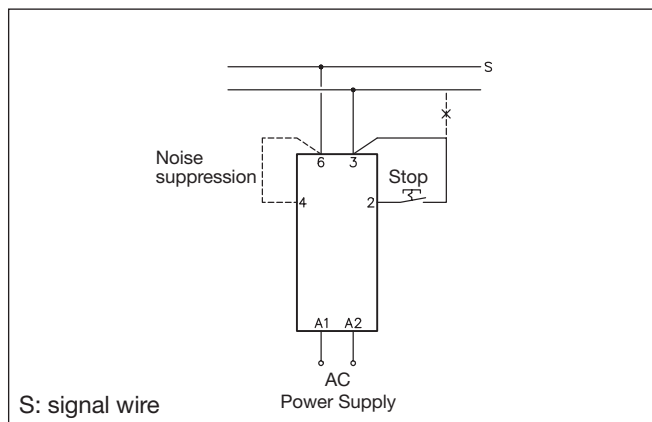 S
Noise
suppression
6 3
Stop
4 2
A1 A2
AC
Power Supply
S: signal wire